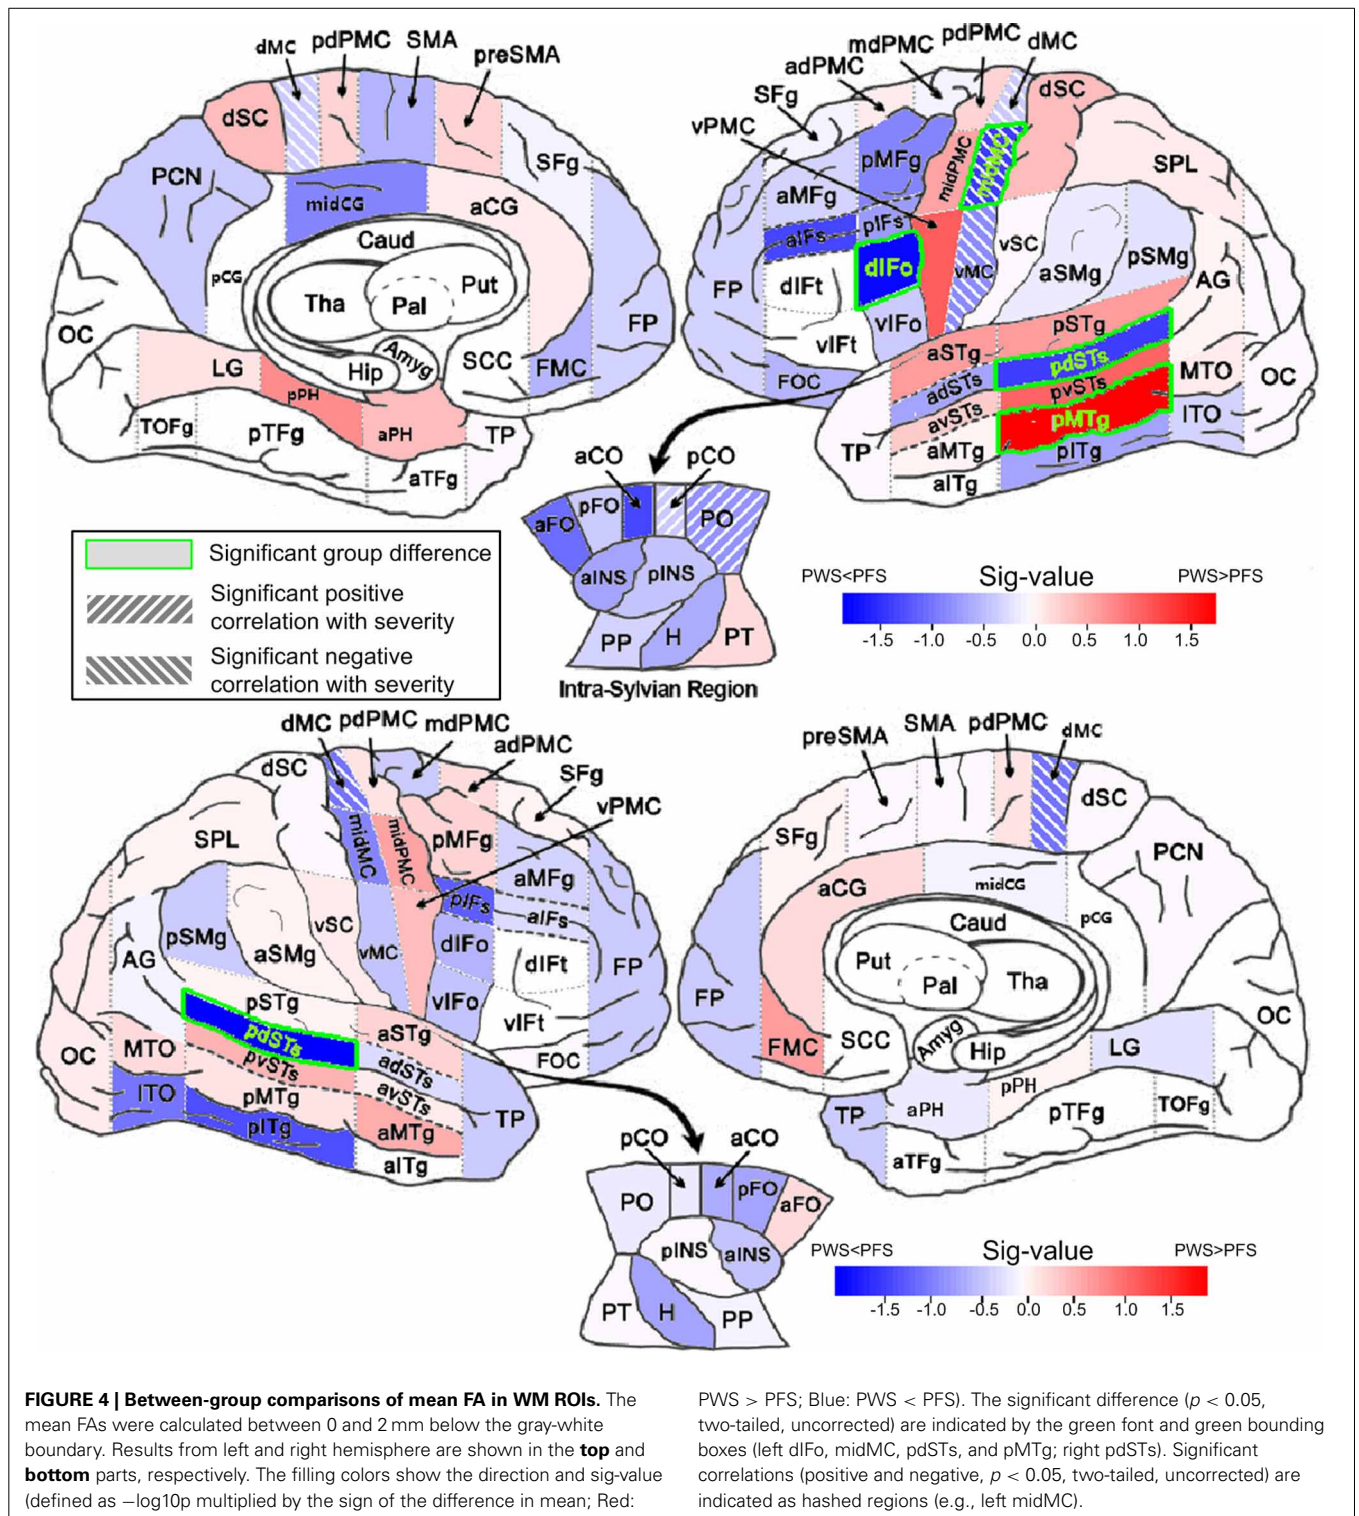 dMC
pdPMC
SMA
preSMA
dSC
PCN
SFg
midCG
aCG
Caud
pCG
Tha
Pal
Put
OC
FP
Amyg
SCC
FMC
LG
Hip
pPH
TOFg
pTFg
aPH
TP
aTFg
mdPMC
pdPMC
dMC
adPMC
SFg
dSC
vPMC
pMFg
midPMC
midMC
SPL
aMFg
aIFs
pIFs
vSC
pSMg
aSMg
vMC
FP
dIFt
dIFo
AG
vIFo
pSTg
vIFt
aSTg
pdSTs
FOC
adSTs
pvSTs
MTO
OC
avSTs
pMTg
ITO
TP
aMTg
pITg
aITg
aCO
pCO
pFO
aFO
PO
aINS
pINS
PP
H
PT
Intra-Sylvian Region
Significant group difference
Significant positive
correlation with severity
Significant negative
correlation with severity
PWS<PFS Sig-value PWS>PFS
-1.5 -1.0 -0.5 0.0 0.5 1.0 1.5
dMC
pdPMC
mdPMC
adPMC
dSC
SFg
vPMC
SPL
midMC
midPMC
pMFg
aMFg
pIFs
aIFs
pSMg
vSC
aSMg
vMC
dIFo
AG
dIFt
FP
pSTg
vIFo
vIFt
aSTg
pdSTs
OC
MTO
pvSTs
adSTs
FOC
ITO
pMTg
avSTs
TP
pITg
aMTg
aITg
pCO
aCO
PO
pFO
aFO
pINS
aINS
PT
H
PP
preSMA
SMA
pdPMC
dMC
dSC
SFg
PCN
aCG
midCG
Caud
pCG
Put
Pal
Tha
FP
OC
FMC
SCC
Amyg
Hip
LG
pPH
TP
aPH
pTFg
TOFg
aTFg
PWS<PFS Sig-value PWS>PFS
-1.5 -1.0 -0.5 0.0 0.5 1.0 1.5
FIGURE 4 | Between-group comparisons of mean FA in WM ROIs. The
mean FAs were calculated between 0 and 2 mm below the gray-white
boundary. Results from left and right hemisphere are shown in the top and
bottom parts, respectively. The filling colors show the direction and sig-value
(defined as −log10p multiplied by the sign of the difference in mean; Red:
PWS > PFS; Blue: PWS < PFS). The significant difference (p < 0.05,
two-tailed, uncorrected) are indicated by the green font and green bounding
boxes (left dIFo, midMC, pdSTs, and pMTg; right pdSTs). Significant
correlations (positive and negative, p < 0.05, two-tailed, uncorrected) are
indicated as hashed regions (e.g., left midMC).